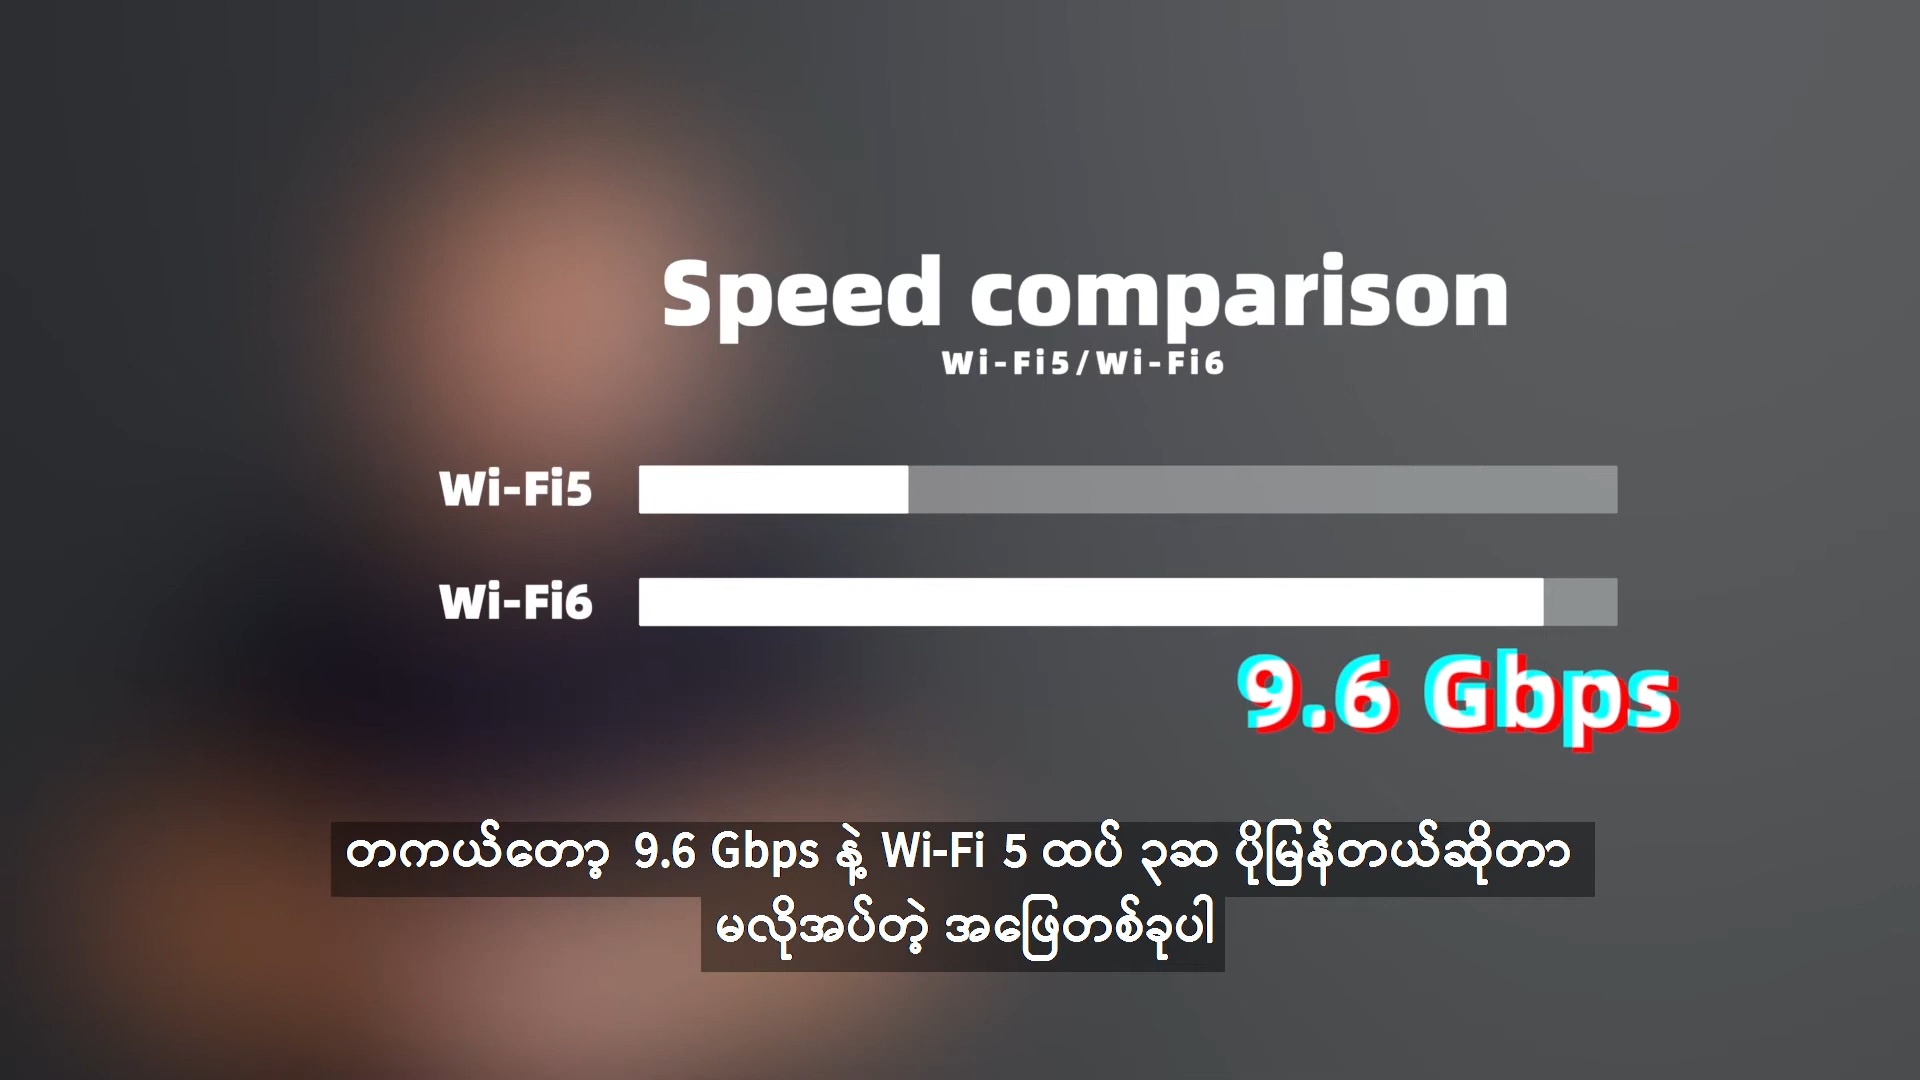 Speed comparison
Wi-Fi5/Wi-Fi6
Wi-Fi5
Wi-Fi6
9.6 Gbps
တကယ်တော့ 9.6 Gbps နဲ့ Wi-Fi 5 ထပ် ၃ဆ ပိုမြန်တယ်ဆိုတာ
မလိုအပ်တဲ့ အဖြေတစ်ခုပါ